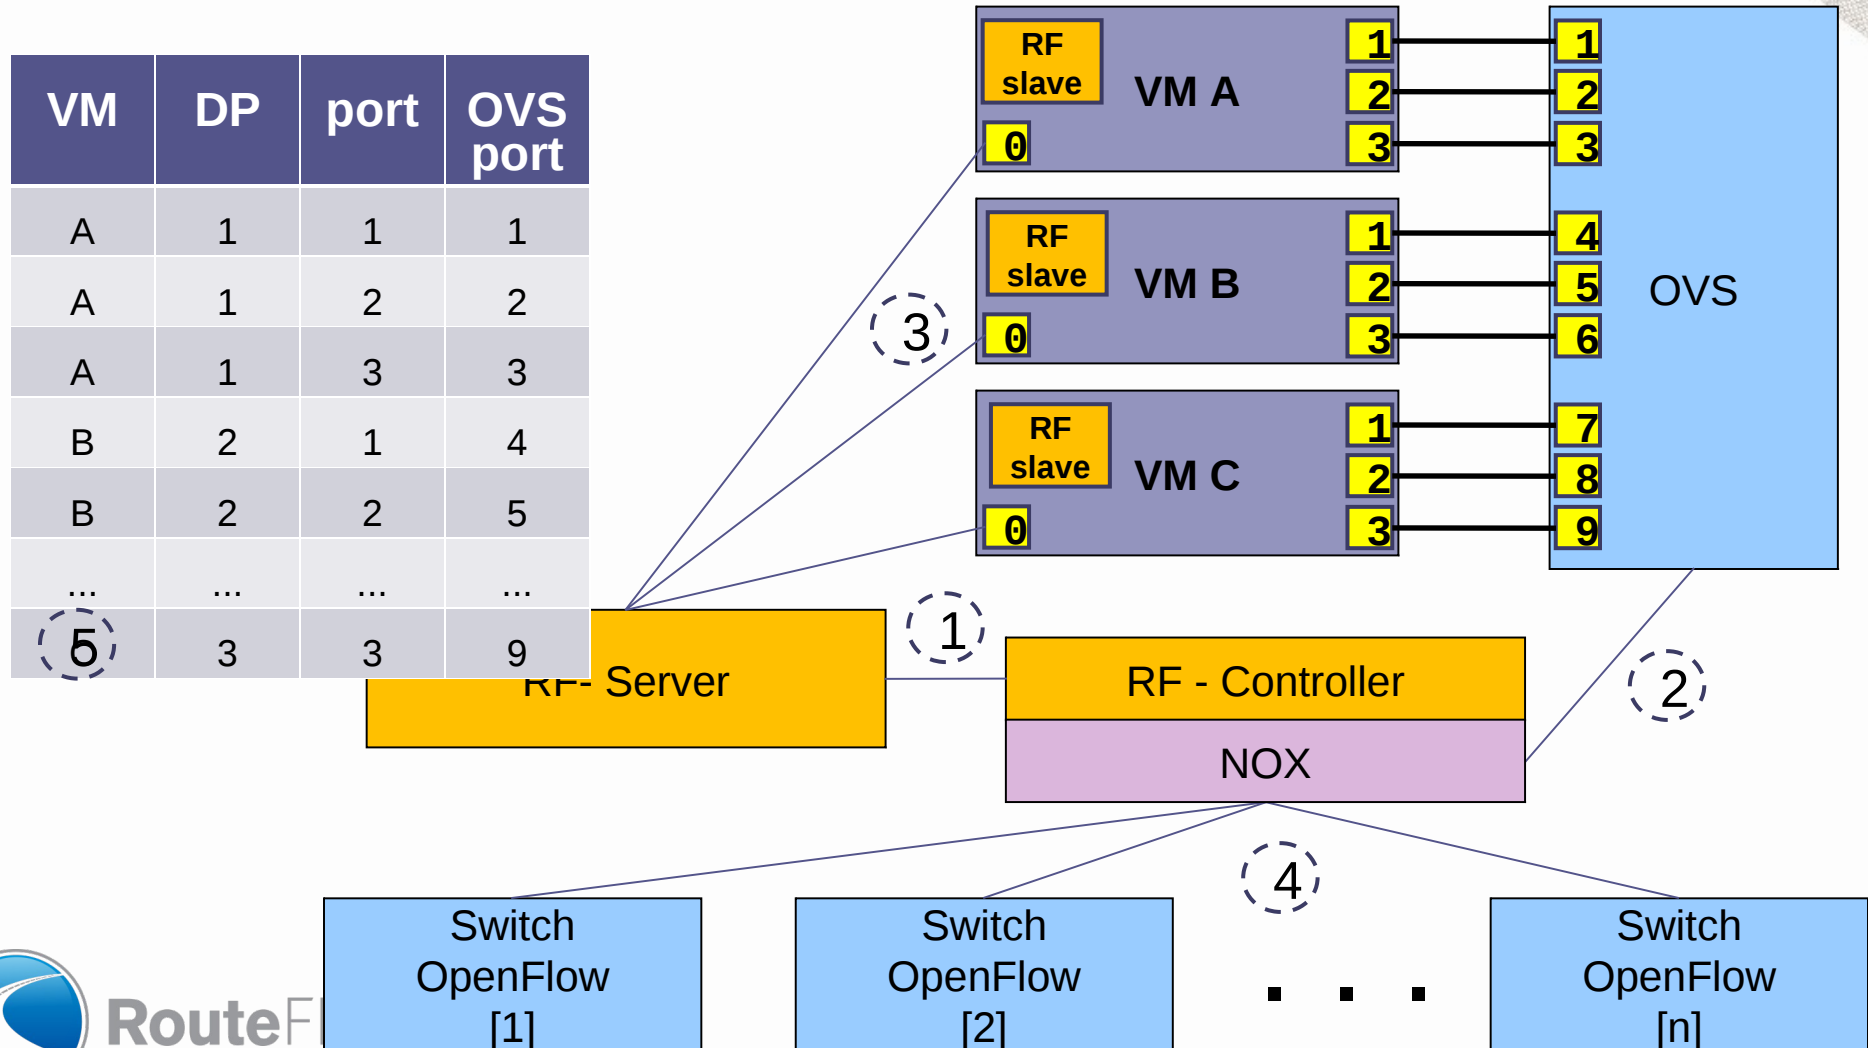 VM DP port OVS port
A 1 1 1
A 1 2 2
A 1 3 3
B 2 1 4
B 2 2 5
... ... ... ...
3 3 9
5
RF slave
VM A
0
1
2
3
1
2
3
RF slave
VM B
0
1
2
3
4
5
6
RF slave
VM C
0
1
2
3
7
8
9
OVS
3
1
2
RF- Server
RF - Controller
NOX
4
Switch
OpenFlow
[1]
Switch
OpenFlow
[2]
. . .
Switch
OpenFlow
[n]
RouteFl